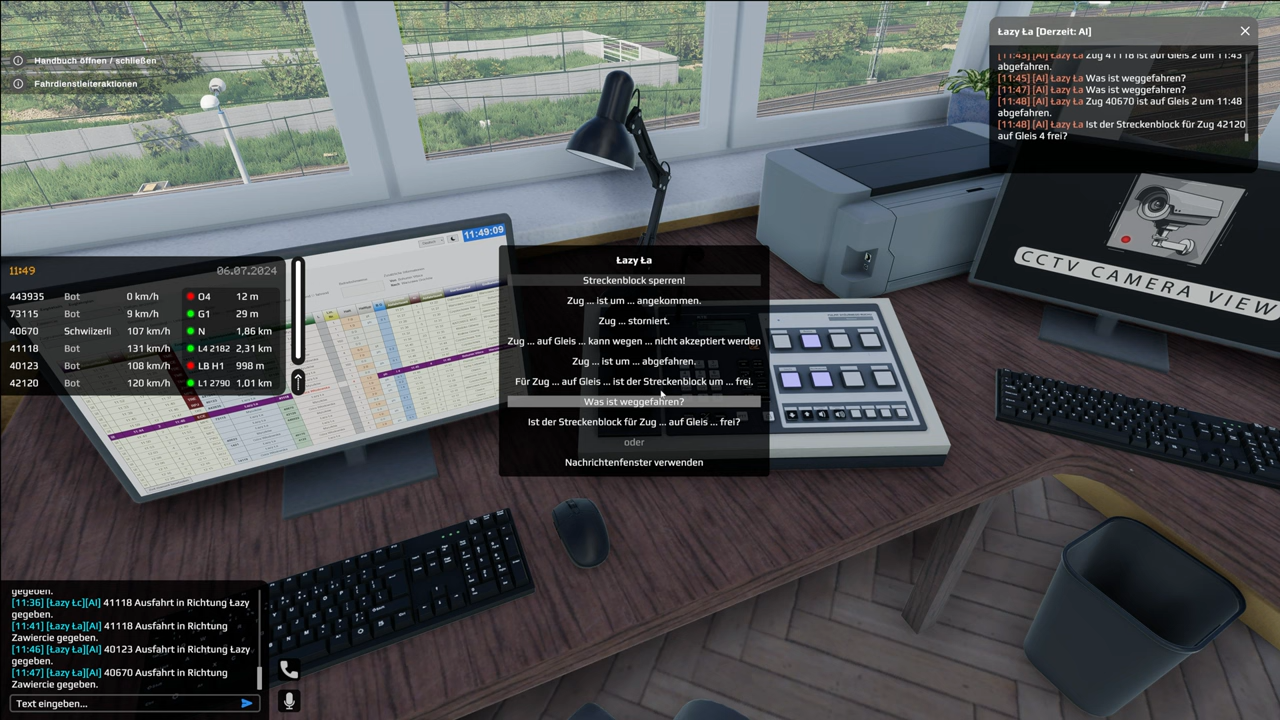 Handbuch öffnen / schließen
Fahrdienstleiteraktionen
Łazy Ła [Derzeit: AI]
[11:43] [AI] Łazy Ła Zug 41118 ist auf Gleis 2 um 11:43
abgefahren.
[11:45] [AI] Łazy Ła Was ist weggefahren?
[11:47] [AI] Łazy Ła Was ist weggefahren?
[11:48] [AI] Łazy Ła Zug 40670 ist auf Gleis 2 um 11:48
abgefahren.
[11:48] [AI] Łazy Ła Ist der Streckenblock für Zug 42120
auf Gleis 4 frei?
CCTV CAMERA VIEW
11:49:09
11:49 06.07.2024
443935 Bot 0 km/h O4 12 m
73115 Bot 9 km/h G1 29 m
40670 Schwiizerli 107 km/h N 1,86 km
41118 Bot 131 km/h L4 2182 2,31 km
40123 Bot 108 km/h LB H1 998 m
42120 Bot 120 km/h L1 2790 1,01 km
Łazy Ła
Streckenblock sperren!
Zug ... ist um ... angekommen.
Zug ... storniert.
Zug ... auf Gleis ... kann wegen ... nicht akzeptiert werden
Zug ... ist um ... abgefahren.
Für Zug ... auf Gleis ... ist der Streckenblock um ... frei.
Was ist weggefahren?
Ist der Streckenblock für Zug ... auf Gleis ... frei?
oder
Nachrichtenfenster verwenden
gegeben.
[11:36] [Łazy Łc][AI] 41118 Ausfahrt in Richtung Łazy
gegeben.
[11:41] [Łazy Ła][AI] 41118 Ausfahrt in Richtung
Zawiercie gegeben.
[11:46] [Łazy Ła][AI] 40123 Ausfahrt in Richtung Łazy
gegeben.
[11:47] [Łazy Ła][AI] 40670 Ausfahrt in Richtung
Zawiercie gegeben.
Text eingeben...